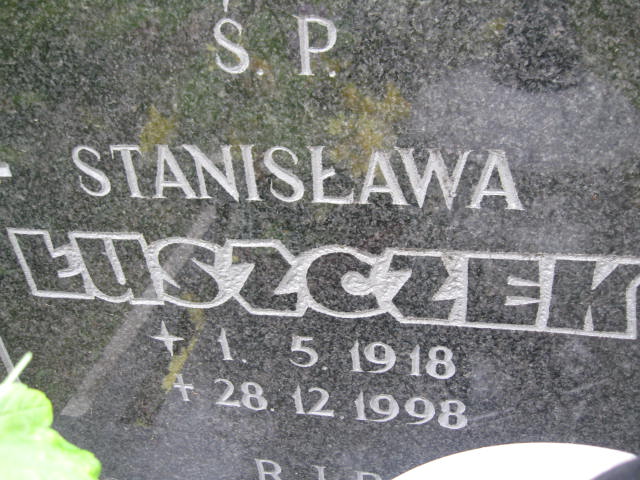 Ś.P.
STANISŁAWA
ŁUSZCZEK
1. 5. 1918
28. 12. 1998
R.I.P